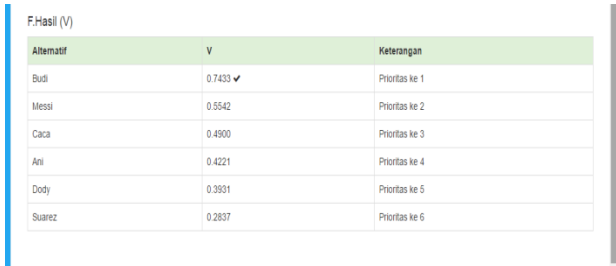 F.Hasil (V)
Alternatif V Keterangan
Budi 0.7433 ✔ Prioritas ke 1
Messi 0.5542 Prioritas ke 2
Caca 0.4900 Prioritas ke 3
Ani 0.4221 Prioritas ke 4
Dody 0.3931 Prioritas ke 5
Suarez 0.2837 Prioritas ke 6